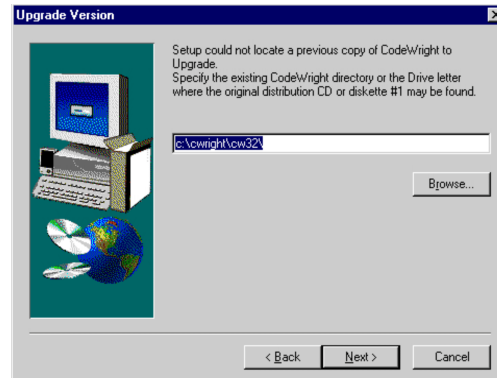 Upgrade Version
Setup could not locate a previous copy of CodeWright to
Upgrade.
Specify the existing CodeWright directory or the Drive letter
where the original distribution CD or diskette #1 may be found.
c:\cwright\cw32\
Browse...
< Back
Next >
Cancel